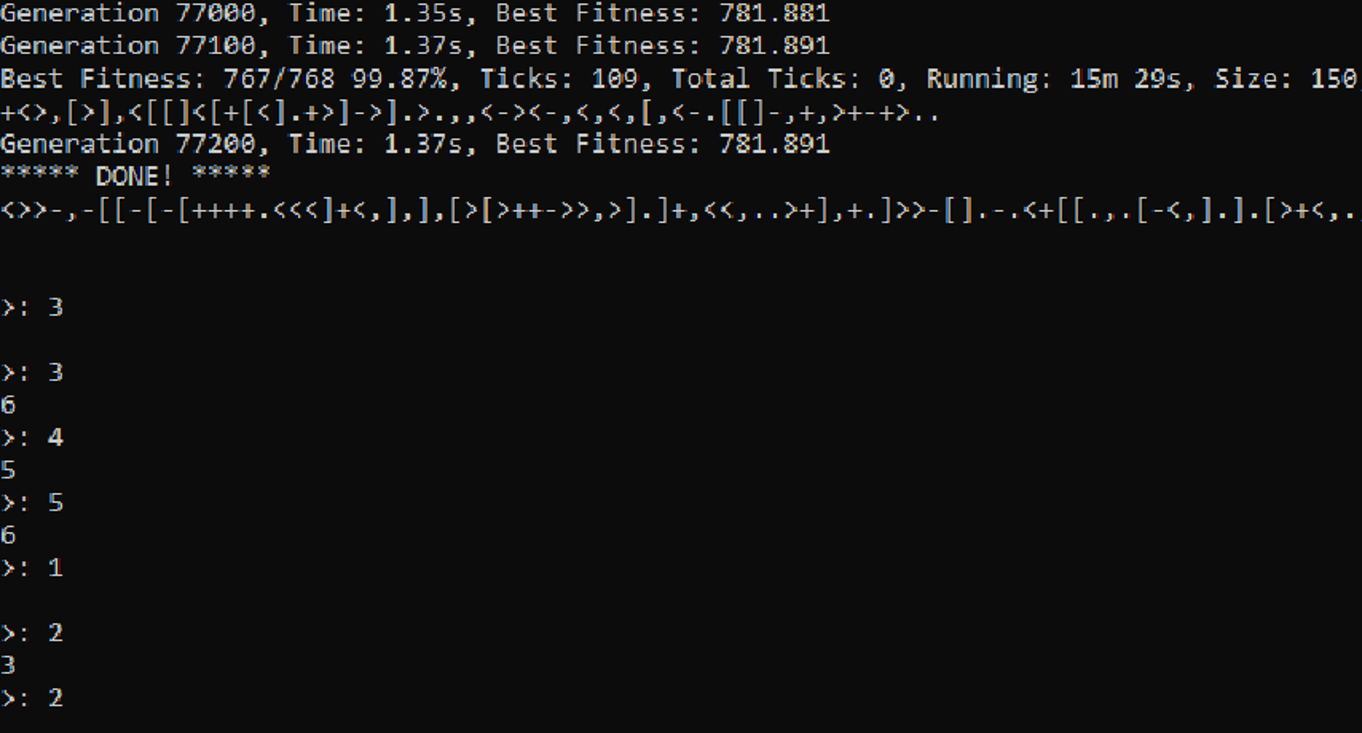 Generation 77000, Time: 1.35s, Best Fitness: 781.881
Generation 77100, Time: 1.37s, Best Fitness: 781.891
Best Fitness: 767/768 99.87%, Ticks: 109, Total Ticks: 0, Running: 15m 29s, Size: 150,
+<>,[>],<[[]<[+[<].+>]->].>.,,<-><-,<,<,[,<-.[[]-,+,>+-+>..
Generation 77200, Time: 1.37s, Best Fitness: 781.891
***** DONE! *****
<>>-,-[[-[-[++++.<<<]+<,],],[>[>++->>,>].]+,<<,..>+],+.]>>-[].-.<+[[.,.[-<,].].[>+<,..
>: 3
>: 3
6
>: 4
5
>: 5
6
>: 1
>: 2
3
>: 2